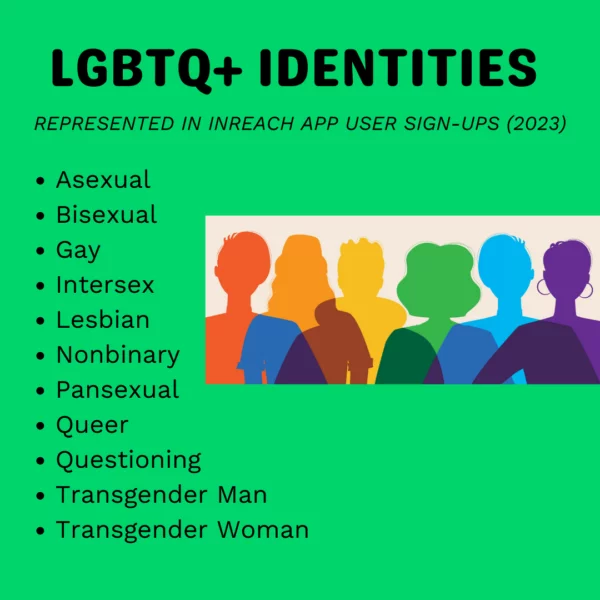 LGBTQ+ IDENTITIES
REPRESENTED IN INREACH APP USER SIGN-UPS (2023)
• Asexual
• Bisexual
• Gay
• Intersex
• Lesbian
• Nonbinary
• Pansexual
• Queer
• Questioning
• Transgender Man
• Transgender Woman